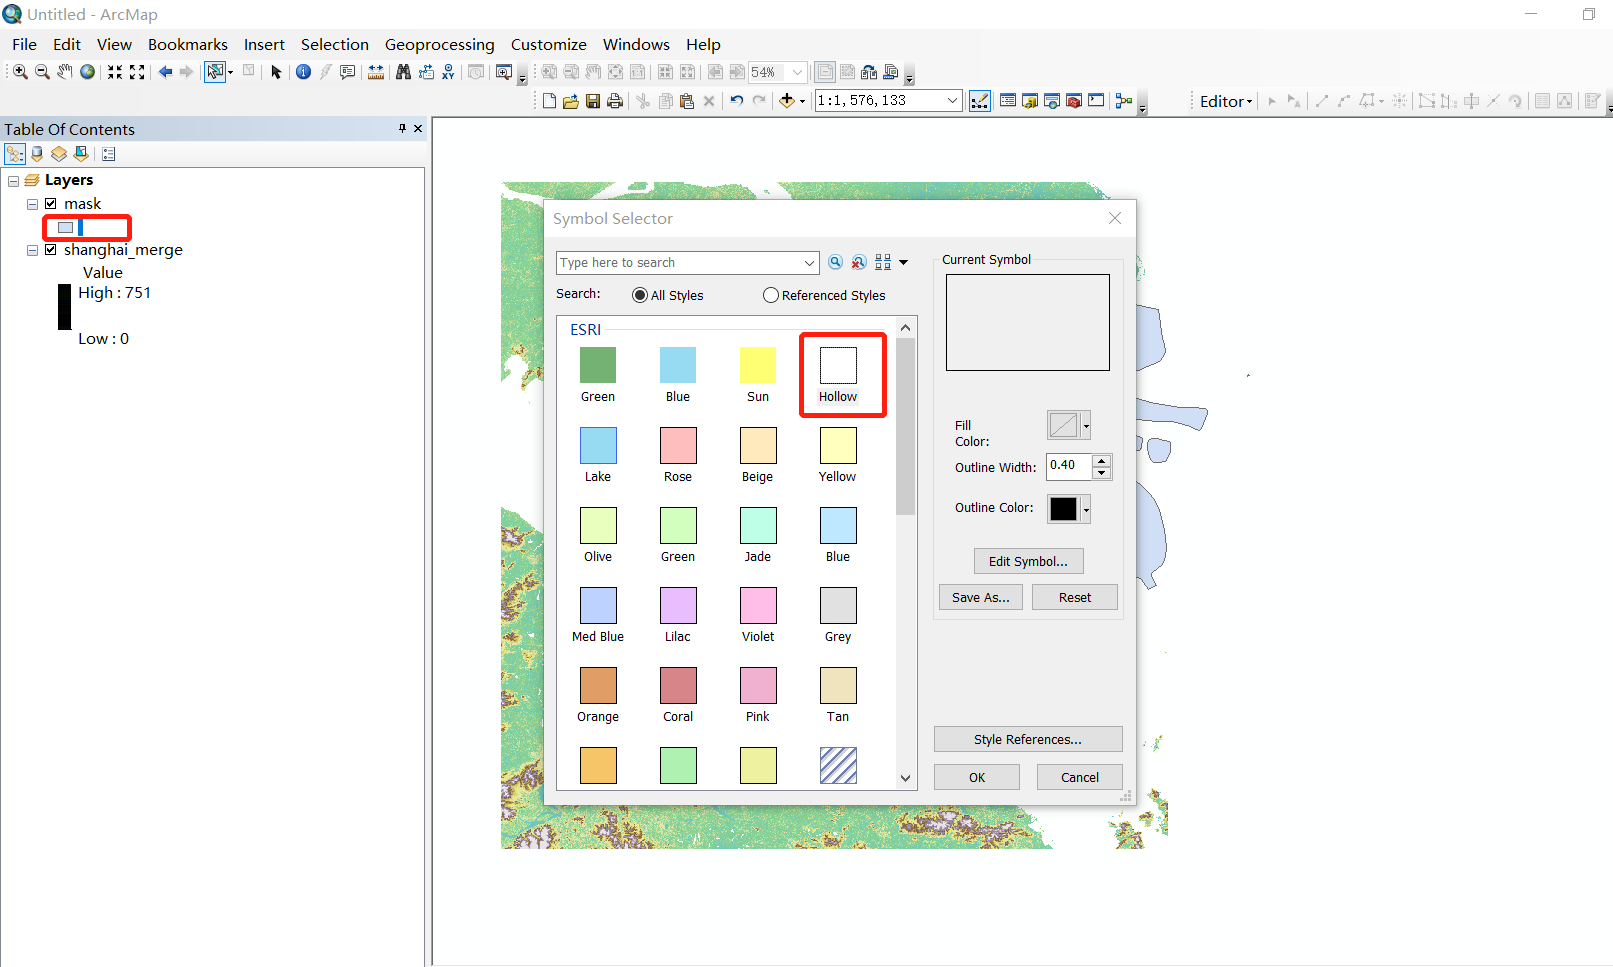 Untitled - ArcMap
File Edit View Bookmarks Insert Selection Geoprocessing Customize Windows Help
54%
1:1,576,133
Editor
Table Of Contents
Layers
mask
shanghai_merge
Value
High : 751
Low : 0
Symbol Selector
Type here to search
Search: All Styles Referenced Styles
ESRI
Green Blue Sun Hollow
Lake Rose Beige Yellow
Olive Green Jade Blue
Med Blue Lilac Violet Grey
Orange Coral Pink Tan
Current Symbol
Fill
Color:
Outline Width: 0.40
Outline Color:
Edit Symbol...
Save As... Reset
Style References...
OK Cancel